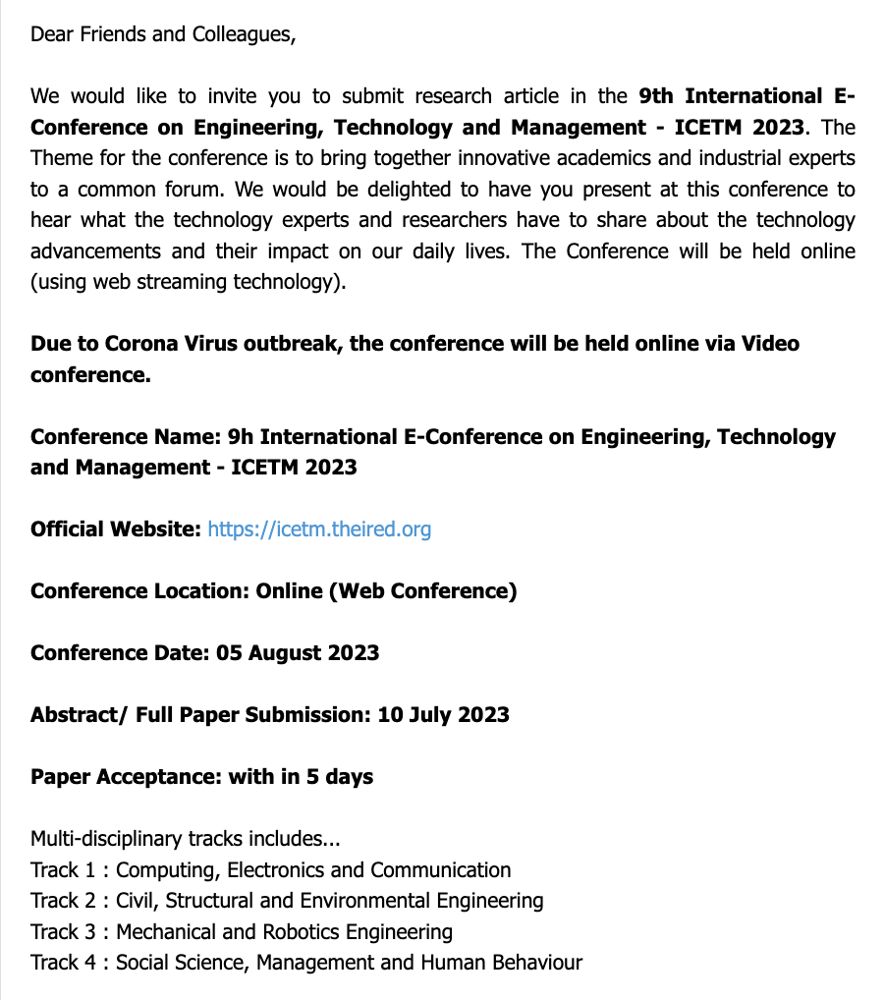 Dear Friends and Colleagues,
We would like to invite you to submit research article in the 9th International E-
Conference on Engineering, Technology and Management - ICETM 2023. The
Theme for the conference is to bring together innovative academics and industrial experts
to a common forum. We would be delighted to have you present at this conference to
hear what the technology experts and researchers have to share about the technology
advancements and their impact on our daily lives. The Conference will be held online
(using web streaming technology).
Due to Corona Virus outbreak, the conference will be held online via Video
conference.
Conference Name: 9h International E-Conference on Engineering, Technology
and Management - ICETM 2023
Official Website: https://icetm.theired.org
Conference Location: Online (Web Conference)
Conference Date: 05 August 2023
Abstract/ Full Paper Submission: 10 July 2023
Paper Acceptance: with in 5 days
Multi-disciplinary tracks includes...
Track 1 : Computing, Electronics and Communication
Track 2 : Civil, Structural and Environmental Engineering
Track 3 : Mechanical and Robotics Engineering
Track 4 : Social Science, Management and Human Behaviour